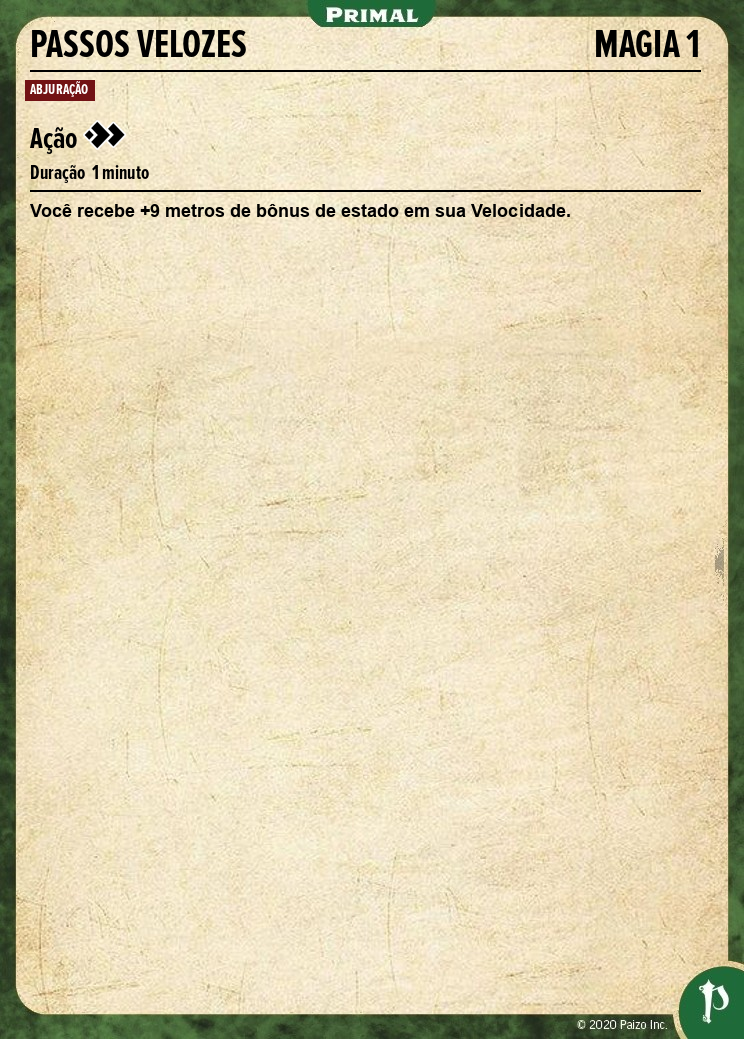 PRIMAL
PASSOS VELOZES MAGIA 1
ABJURAÇÃO
Ação
Duração 1 minuto
Você recebe +9 metros de bônus de estado em sua Velocidade.
© 2020 Paizo Inc.